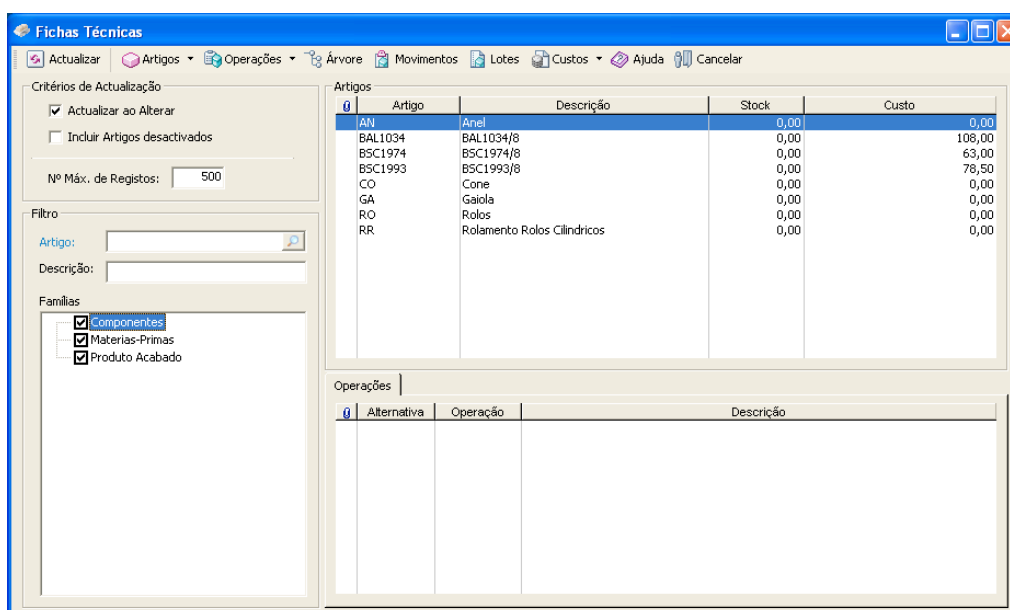 Fichas Técnicas
Actualizar Artigos Operações Árvore Movimentos Lotes Custos Ajuda Cancelar
Critérios de Actualização
Actualizar ao Alterar
Incluir Artigos desactivados
Nº Máx. de Registos: 500
Filtro
Artigo:
Descrição:
Famílias
Componentes
Materias-Primas
Produto Acabado
Artigos
Artigo Descrição Stock Custo
AN Anel 0,00 0,00
BAL1034 BAL1034/8 0,00 108,00
BSC1974 BSC1974/8 0,00 63,00
BSC1993 BSC1993/8 0,00 78,50
CO Cone 0,00 0,00
GA Gaiola 0,00 0,00
RO Rolos 0,00 0,00
RR Rolamento Rolos Cilindricos 0,00 0,00
Operações
Alternativa Operação Descrição